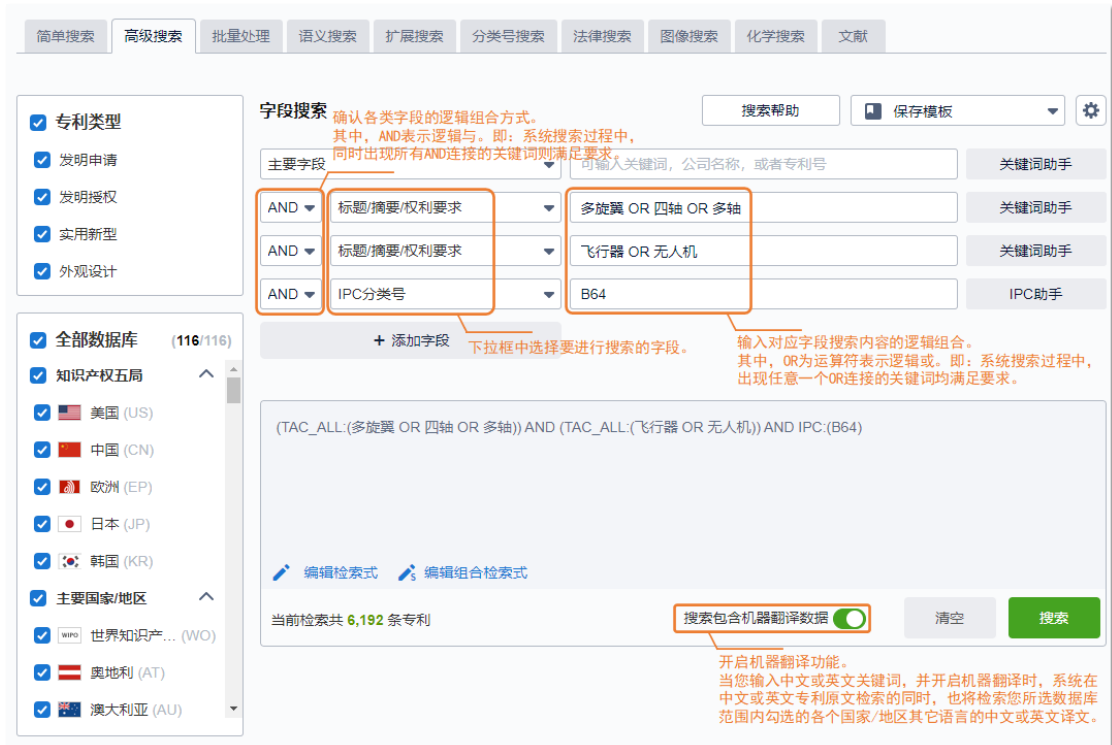 简单搜索 高级搜索 批量处理 语义搜索 扩展搜索 分类号搜索 法律搜索 图像搜索 化学搜索 文献
专利类型
发明申请
发明授权
实用新型
外观设计
全部数据库 (116/116)
知识产权五局
美国 (US)
中国 (CN)
欧洲 (EP)
日本 (JP)
韩国 (KR)
主要国家/地区
WIPO 世界知识产... (WO)
奥地利 (AT)
澳大利亚 (AU)
字段搜索
搜索帮助 保存模板
确认各类字段的逻辑组合方式。
其中，AND表示逻辑与。即：系统搜索过程中，
同时出现所有AND连接的关键词则满足要求。
主要字段 可输入关键词，公司名称，或者专利号 关键词助手
AND 标题/摘要/权利要求 多旋翼 OR 四轴 OR 多轴 关键词助手
AND 标题/摘要/权利要求 飞行器 OR 无人机 关键词助手
AND IPC分类号 B64 IPC助手
+ 添加字段
下拉框中选择要进行搜索的字段。
输入对应字段搜索内容的逻辑组合。
其中，OR为运算符表示逻辑或。即：系统搜索过程中，
出现任意一个OR连接的关键词均满足要求。
(TAC_ALL:(多旋翼 OR 四轴 OR 多轴)) AND (TAC_ALL:(飞行器 OR 无人机)) AND IPC:(B64)
编辑检索式 编辑组合检索式
当前检索共 6,192 条专利 搜索包含机器翻译数据 清空 搜索
开启机器翻译功能。
当您输入中文或英文关键词，并开启机器翻译时，系统在
中文或英文专利原文检索的同时，也将检索您所选数据库
范围内勾选的各个国家/地区其它语言的中文或英文译文。